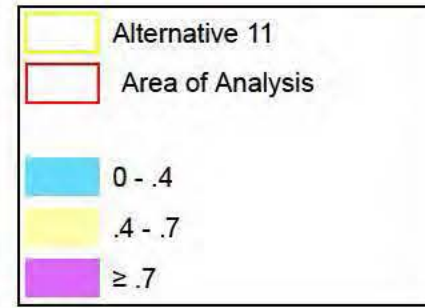 Alternative 11
Area of Analysis
0 - .4
.4 - .7
≥ .7